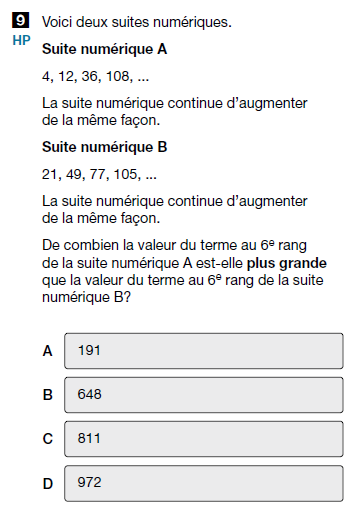 9 Voici deux suites numériques.
HP
Suite numérique A
4, 12, 36, 108, ...
La suite numérique continue d’augmenter
de la même façon.
Suite numérique B
21, 49, 77, 105, ...
La suite numérique continue d’augmenter
de la même façon.
De combien la valeur du terme au 6e rang
de la suite numérique A est-elle plus grande
que la valeur du terme au 6e rang de la suite
numérique B?
A 191
B 648
C 811
D 972